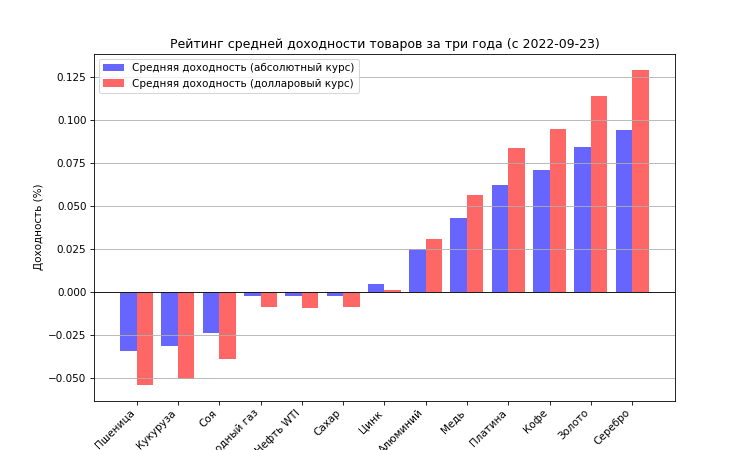 Рейтинг средней доходности товаров за три года (с 2022-09-23)
Средняя доходность (абсолютный курс)
Средняя доходность (долларовый курс)
Доходность (%)
0.125
0.100
0.075
0.050
0.025
0.000
−0.025
−0.050
Пшеница
Кукуруза
Соя
одный газ
Нефть WTI
Сахар
Цинк
Алюминий
Медь
Платина
Кофе
Золото
Серебро